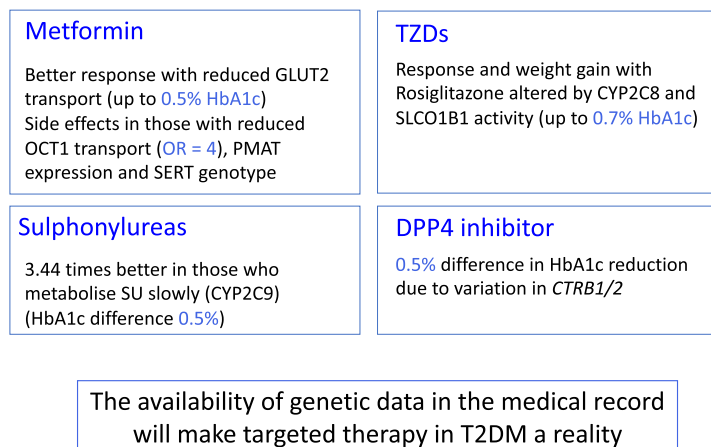 Metformin
Better response with reduced GLUT2
transport (up to 0.5% HbA1c)
Side effects in those with reduced
OCT1 transport (OR = 4), PMAT
expression and SERT genotype
TZDs
Response and weight gain with
Rosiglitazone altered by CYP2C8 and
SLCO1B1 activity (up to 0.7% HbA1c)
Sulphonylureas
3.44 times better in those who
metabolise SU slowly (CYP2C9)
(HbA1c difference 0.5%)
DPP4 inhibitor
0.5% difference in HbA1c reduction
due to variation in CTRB1/2
The availability of genetic data in the medical record
will make targeted therapy in T2DM a reality